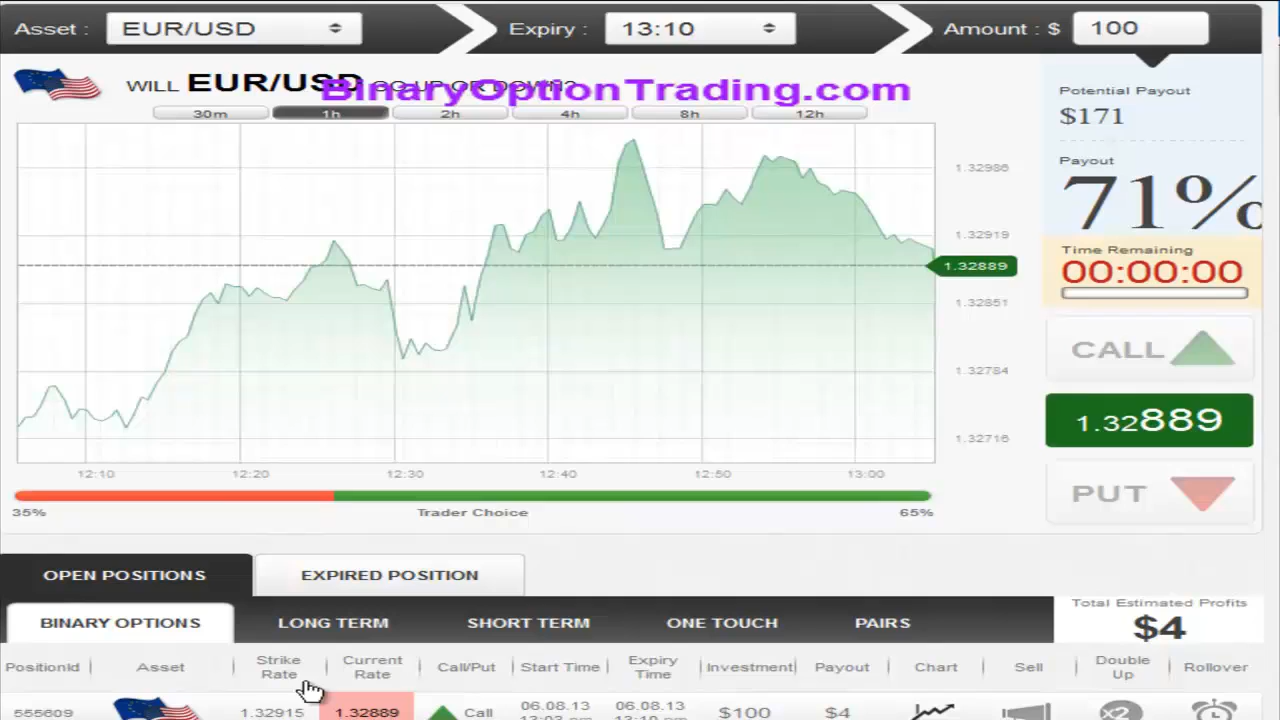 Asset : EUR/USD Expiry : 13:10 Amount : $ 100
WILL EUR/USD GO UP OR DOWN?
BinaryOptionTrading.com
30m 1h 2h 4h 8h 12h
Potential Payout
$171
Payout
71%
Time Remaining
00:00:00
CALL
1.32889
PUT
1.32986
1.32919
1.32889
1.32851
1.32784
1.32716
12:10 12:20 12:30 12:40 12:50 13:00
35% Trader Choice 65%
OPEN POSITIONS EXPIRED POSITION
BINARY OPTIONS LONG TERM SHORT TERM ONE TOUCH PAIRS
Total Estimated Profits
$4
PositionId Asset Strike Rate Current Rate Call/Put Start Time Expiry Time Investment Payout Chart Sell Double Up Rollover
555609 1.32915 1.32889 Call 06.08.13 06.08.13 $100 $4 x2